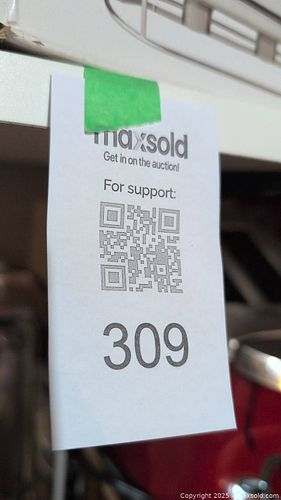 maxsold
Get in on the auction!
For support:
309
Copyright 2025 - maxsold.com